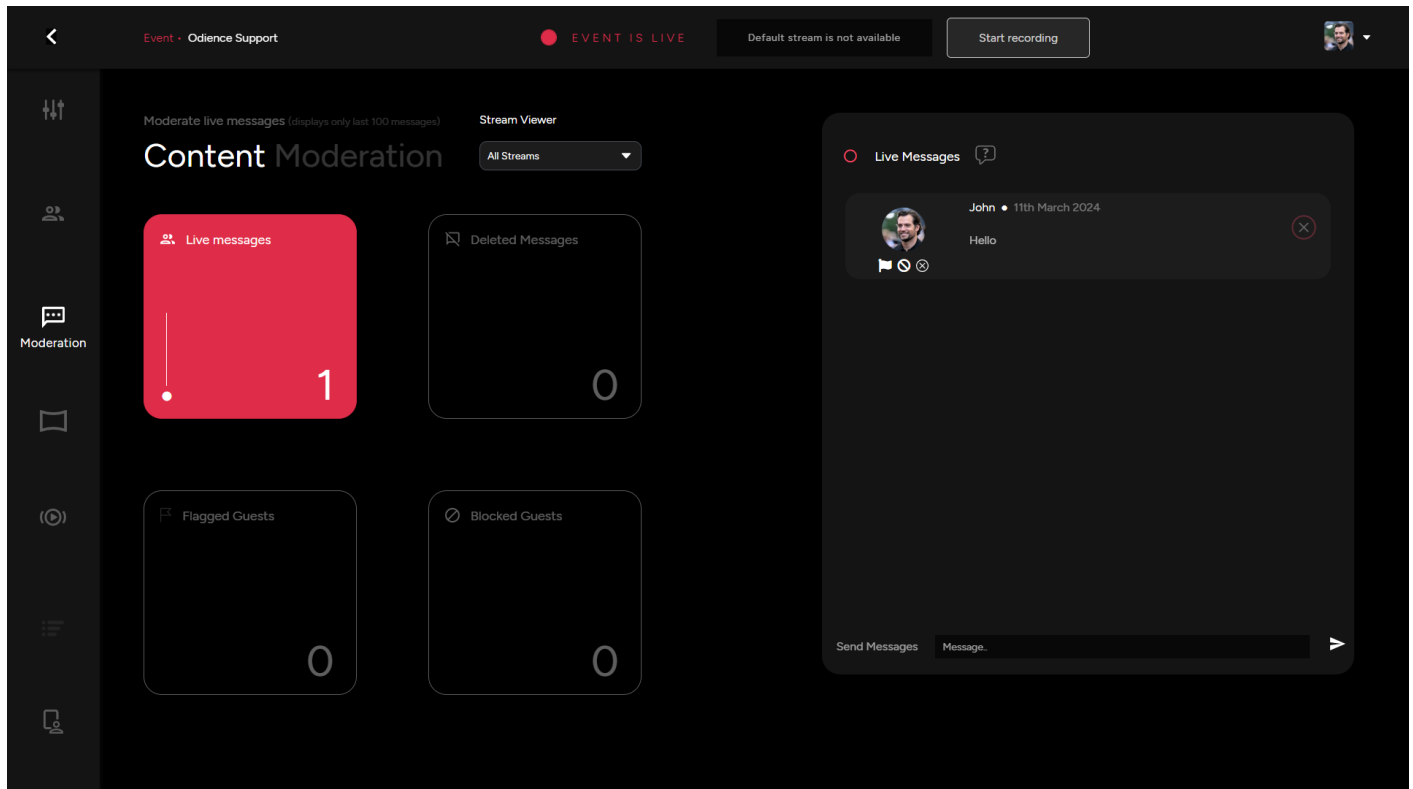 Event • Odience Support
EVENT IS LIVE
Default stream is not available
Start recording
Moderate live messages (displays only last 100 messages)
Content Moderation
Stream Viewer
All Streams
Live messages
1
Deleted Messages
0
Flagged Guests
0
Blocked Guests
0
Moderation
Live Messages
?
John • 11th March 2024
Hello
Send Messages
Message..